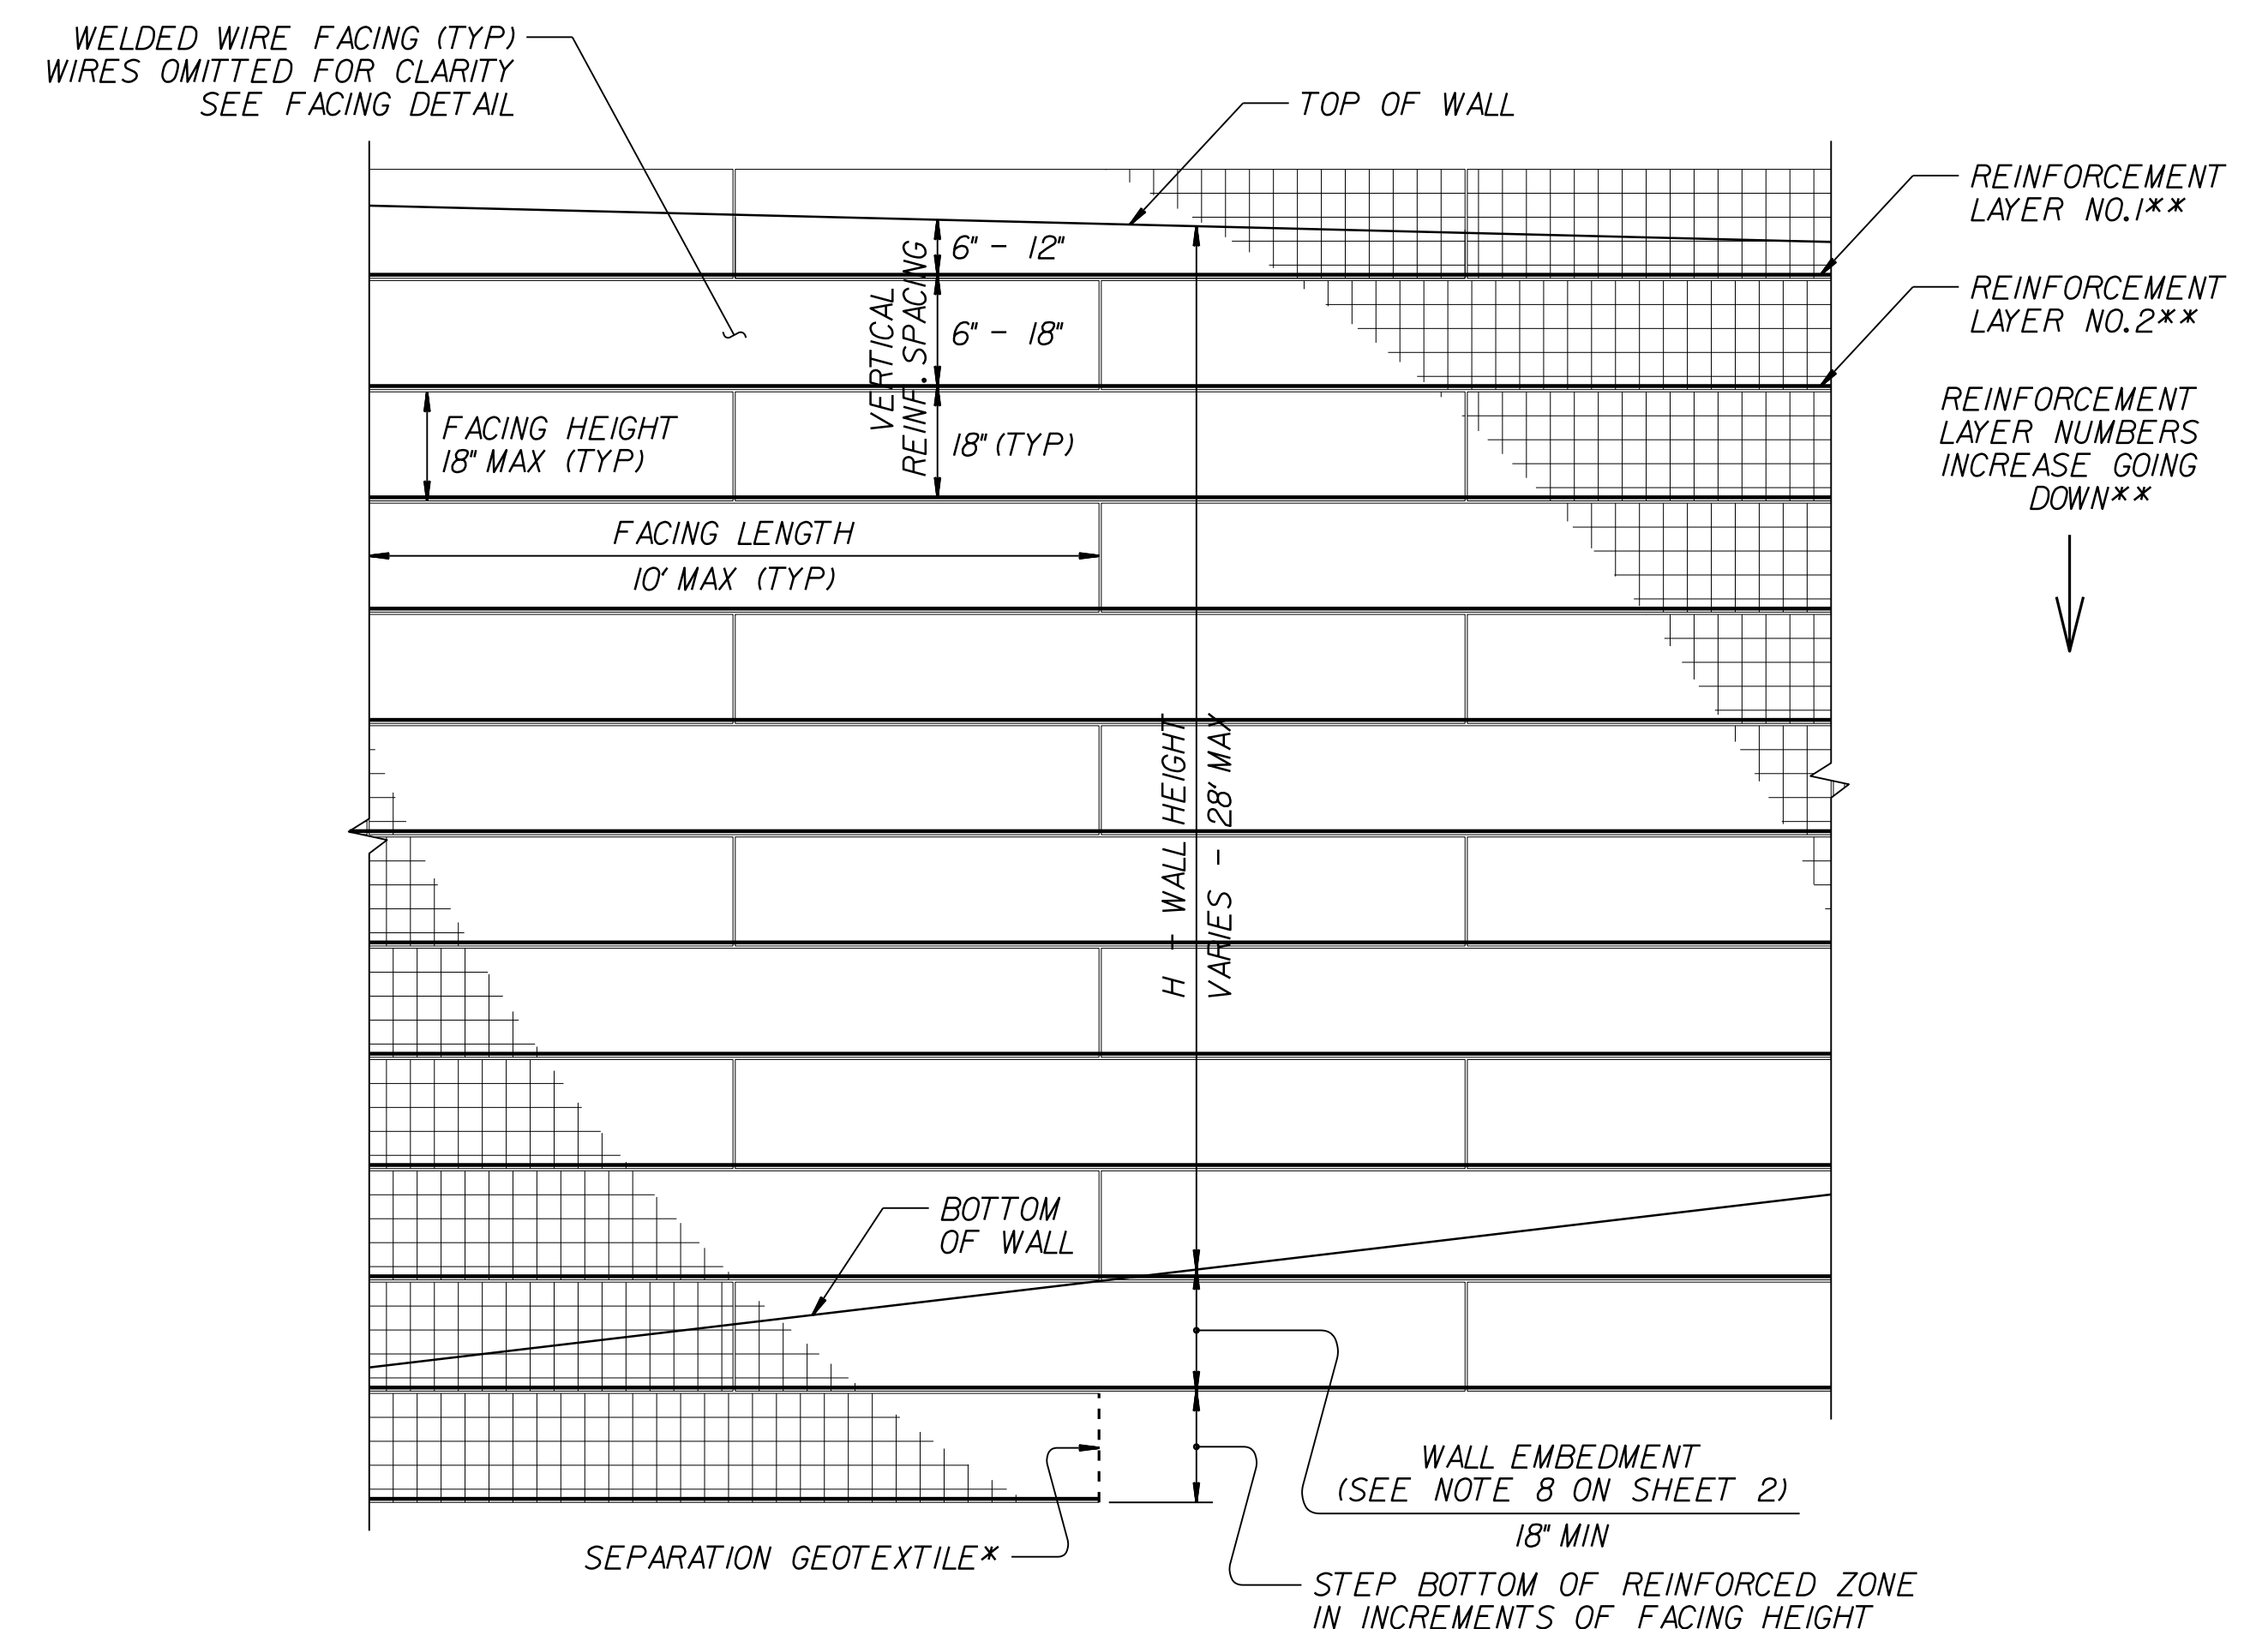 WELDED WIRE FACING (TYP)
WIRES OMITTED FOR CLARITY
SEE FACING DETAIL
TOP OF WALL
REINFORCEMENT
LAYER NO.1**
REINFORCEMENT
LAYER NO.2**
REINFORCEMENT
LAYER NUMBERS
INCREASE GOING
DOWN**
VERTICAL
REINF. SPACING
6" - 12"
6" - 18"
18" (TYP)
FACING HEIGHT
18" MAX (TYP)
FACING LENGTH
10' MAX (TYP)
H - WALL HEIGHT
VARIES - 28' MAX
BOTTOM
OF WALL
WALL EMBEDMENT
(SEE NOTE 8 ON SHEET 2)
18" MIN
SEPARATION GEOTEXTILE*
STEP BOTTOM OF REINFORCED ZONE
IN INCREMENTS OF FACING HEIGHT